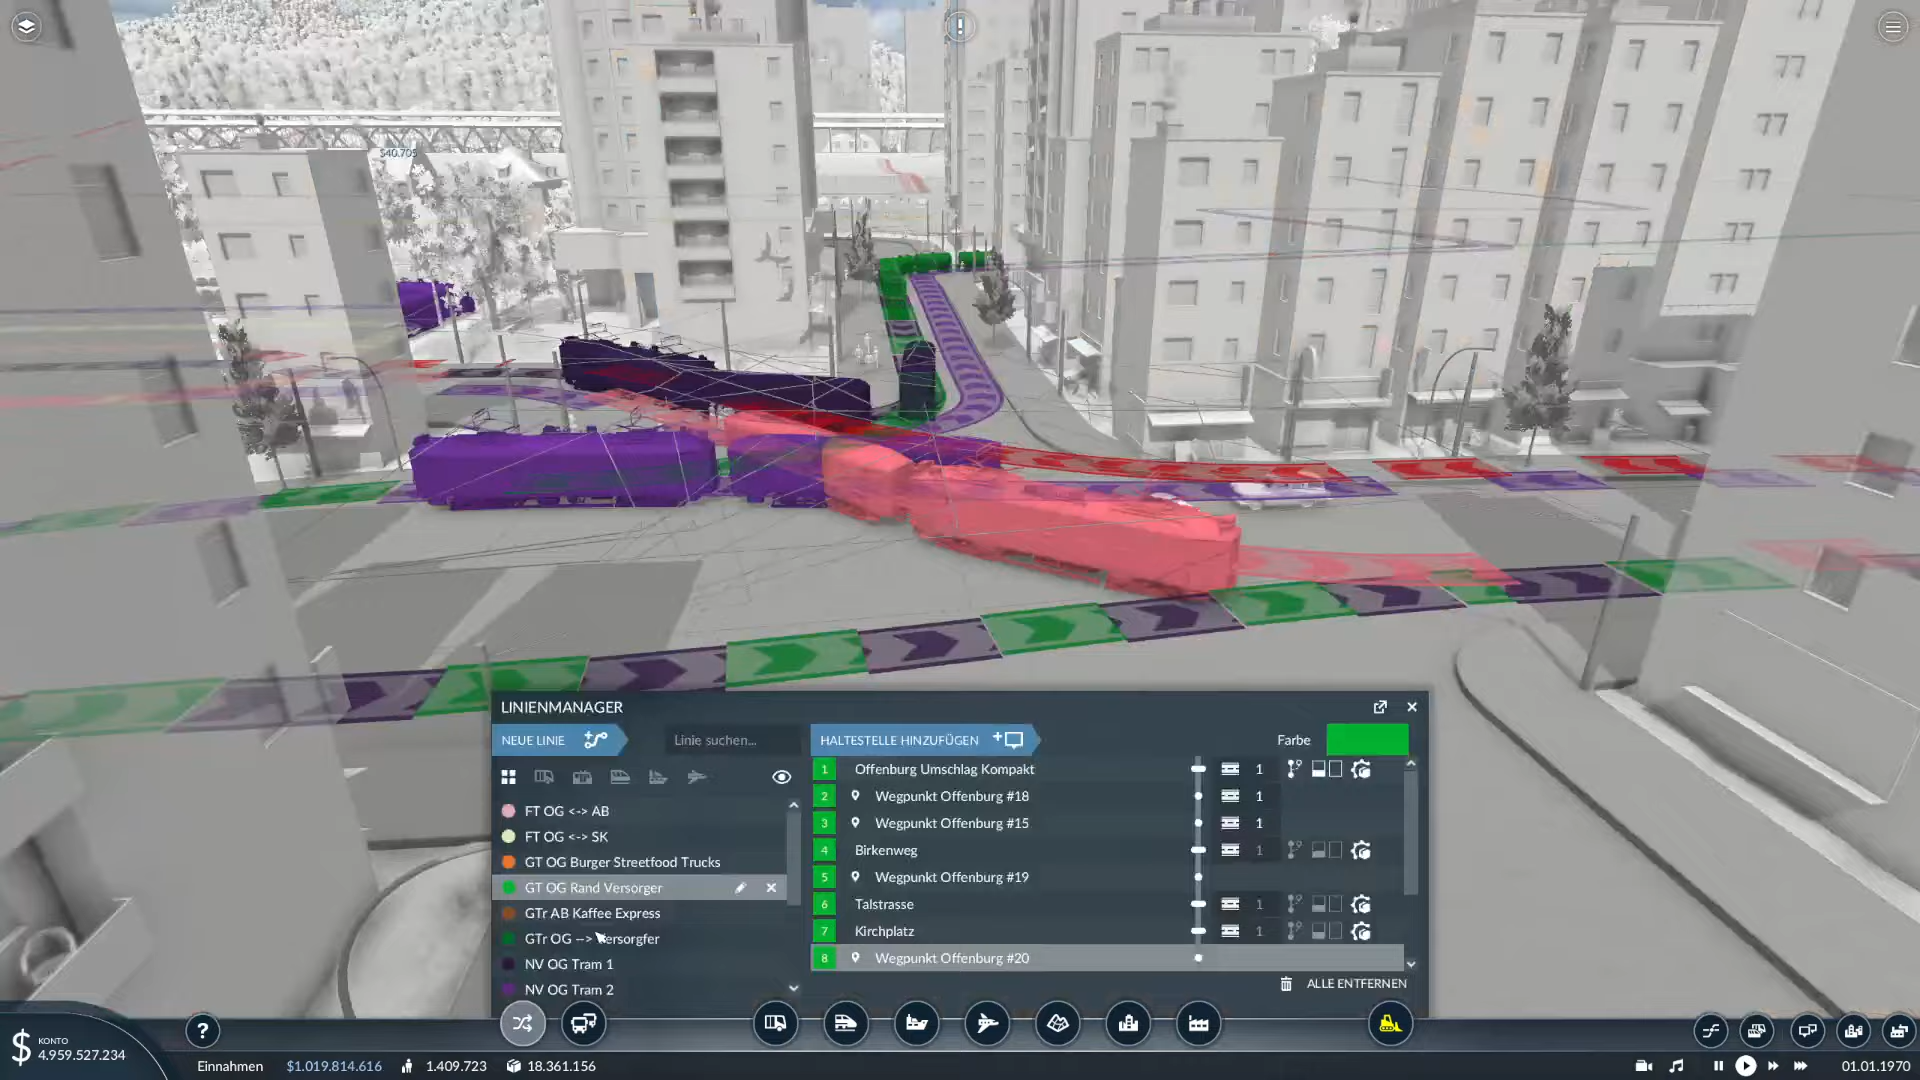 $40.705
LINIENMANAGER
NEUE LINIE
Linie suchen...
HALTESTELLE HINZUFÜGEN
Farbe
FT OG <-> AB
FT OG <-> SK
GT OG Burger Streetfood Trucks
GT OG Rand Versorger
GTr AB Kaffee Express
GTr OG --> Versorgfer
NV OG Tram 1
NV OG Tram 2
1 Offenburg Umschlag Kompakt 1
2 Wegpunkt Offenburg #18 1
3 Wegpunkt Offenburg #15 1
4 Birkenweg 1
5 Wegpunkt Offenburg #19
6 Talstrasse 1
7 Kirchplatz 1
8 Wegpunkt Offenburg #20
ALLE ENTFERNEN
?
$ KONTO
4.959.527.234
Einnahmen $1.019.814.616 1.409.723 18.361.156
01.01.1970